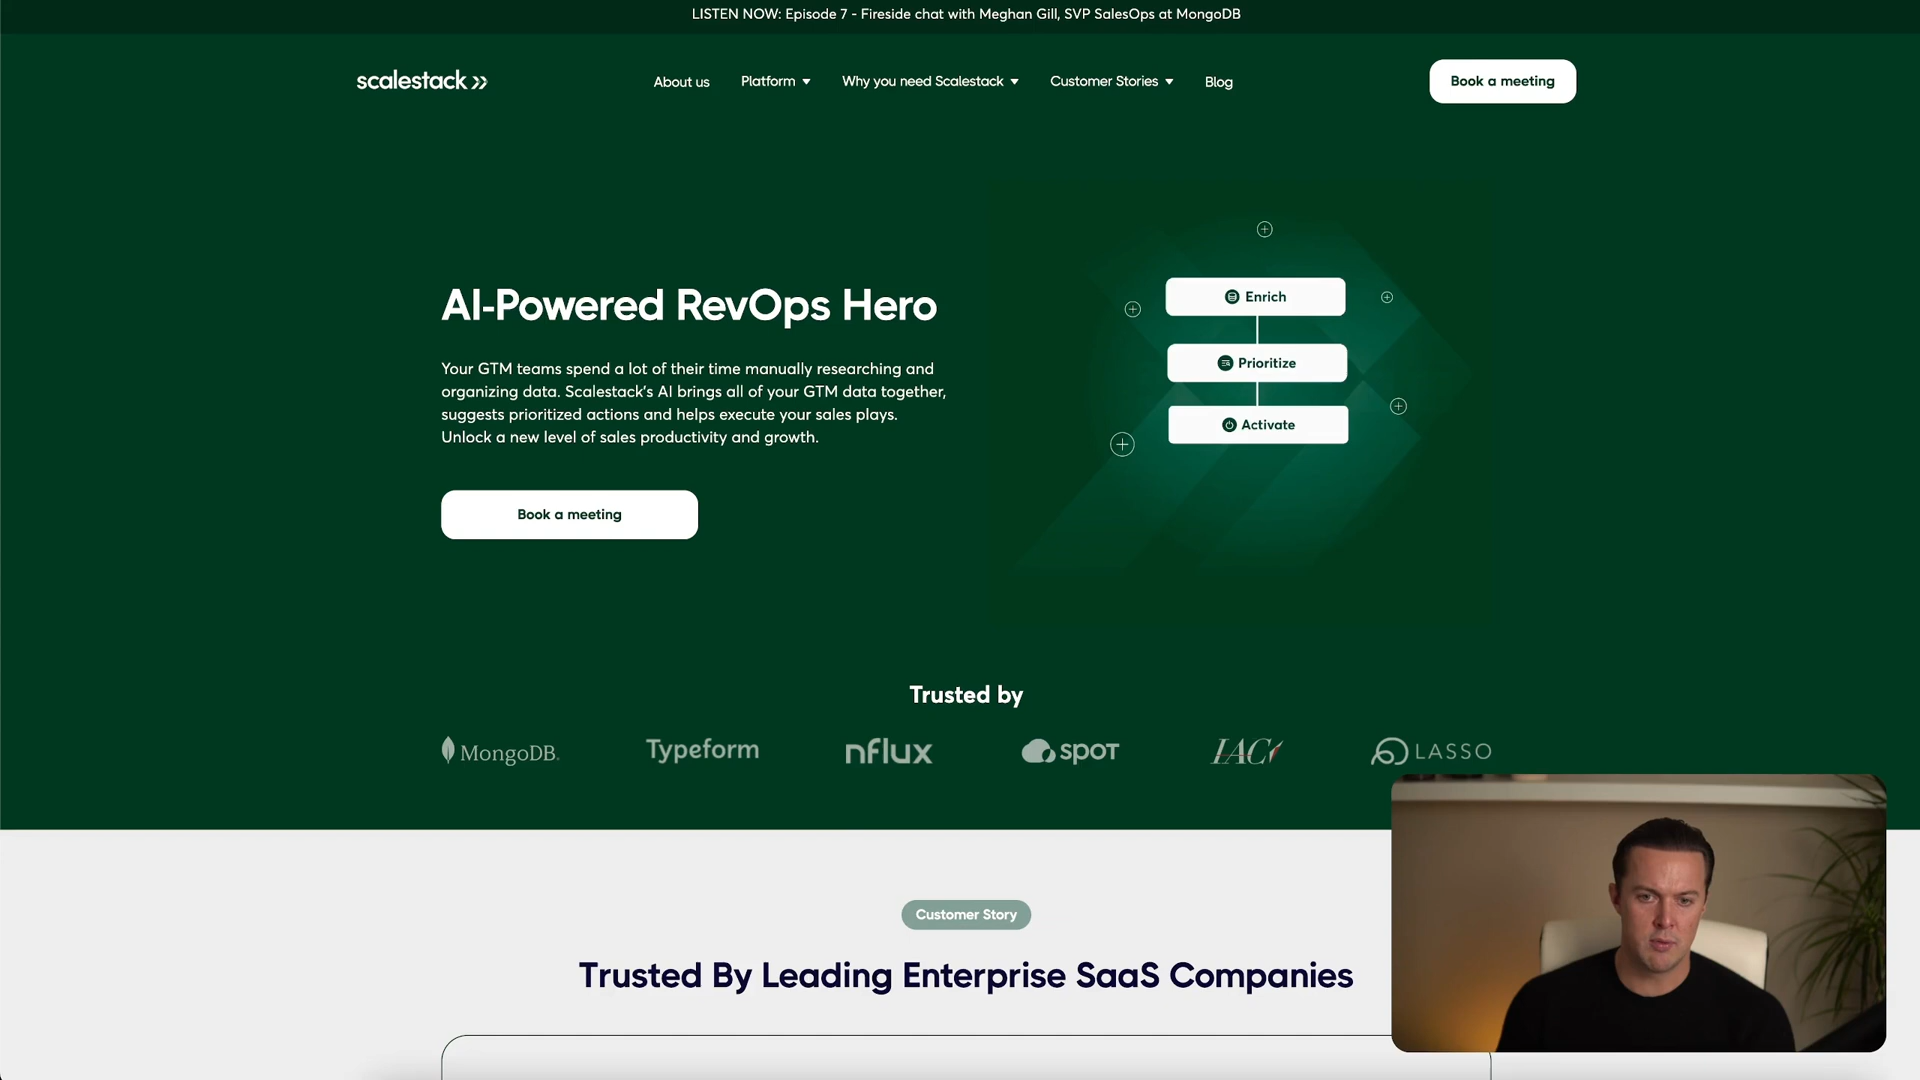 LISTEN NOW: Episode 7 - Fireside chat with Meghan Gill, SVP SalesOps at MongoDB
scalestack
About us
Platform
Why you need Scalestack
Customer Stories
Blog
Book a meeting
AI-Powered RevOps Hero
Your GTM teams spend a lot of their time manually researching and
organizing data. Scalestack's AI brings all of your GTM data together,
suggests prioritized actions and helps execute your sales plays.
Unlock a new level of sales productivity and growth.
Book a meeting
Enrich
Prioritize
Activate
Trusted by
MongoDB.
Typeform
nflux
spot
IAC
LASSO
Customer Story
Trusted By Leading Enterprise SaaS Companies